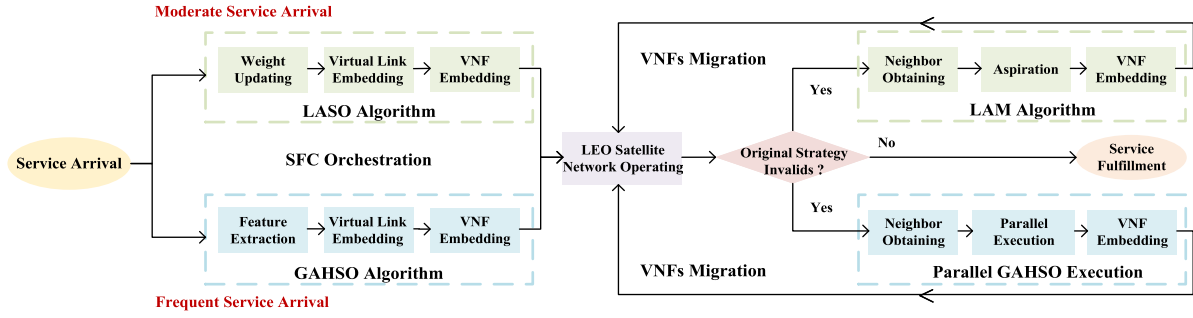 Moderate Service Arrival
Weight
Updating
Virtual Link
Embedding
VNF
Embedding
LASO Algorithm
Service Arrival
SFC Orchestration
Feature
Extraction
Virtual Link
Embedding
VNF
Embedding
GAHSO Algorithm
Frequent Service Arrival
LEO Satellite
Network Operating
VNFs Migration
Original Strategy
Invalids ?
Yes
No
Yes
Neighbor
Obtaining
Aspiration
VNF
Embedding
LAM Algorithm
Service
Fulfillment
Neighbor
Obtaining
Parallel
Execution
VNF
Embedding
Parallel GAHSO Execution
VNFs Migration